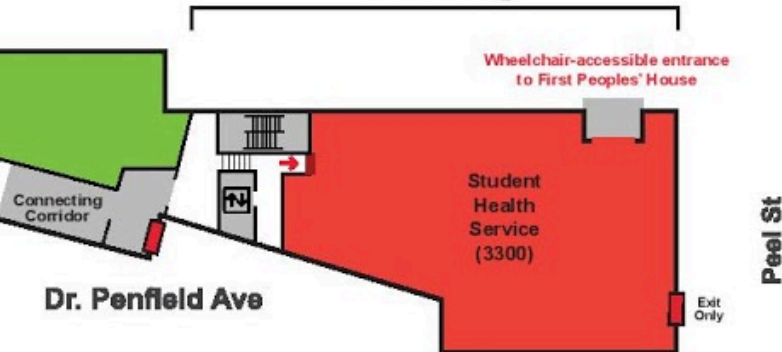 Wheelchair-accessible entrance
to First Peoples' House
Connecting
Corridor
Student
Health
Service
(3300)
Peel St
Dr. Penfield Ave
Exit
Only